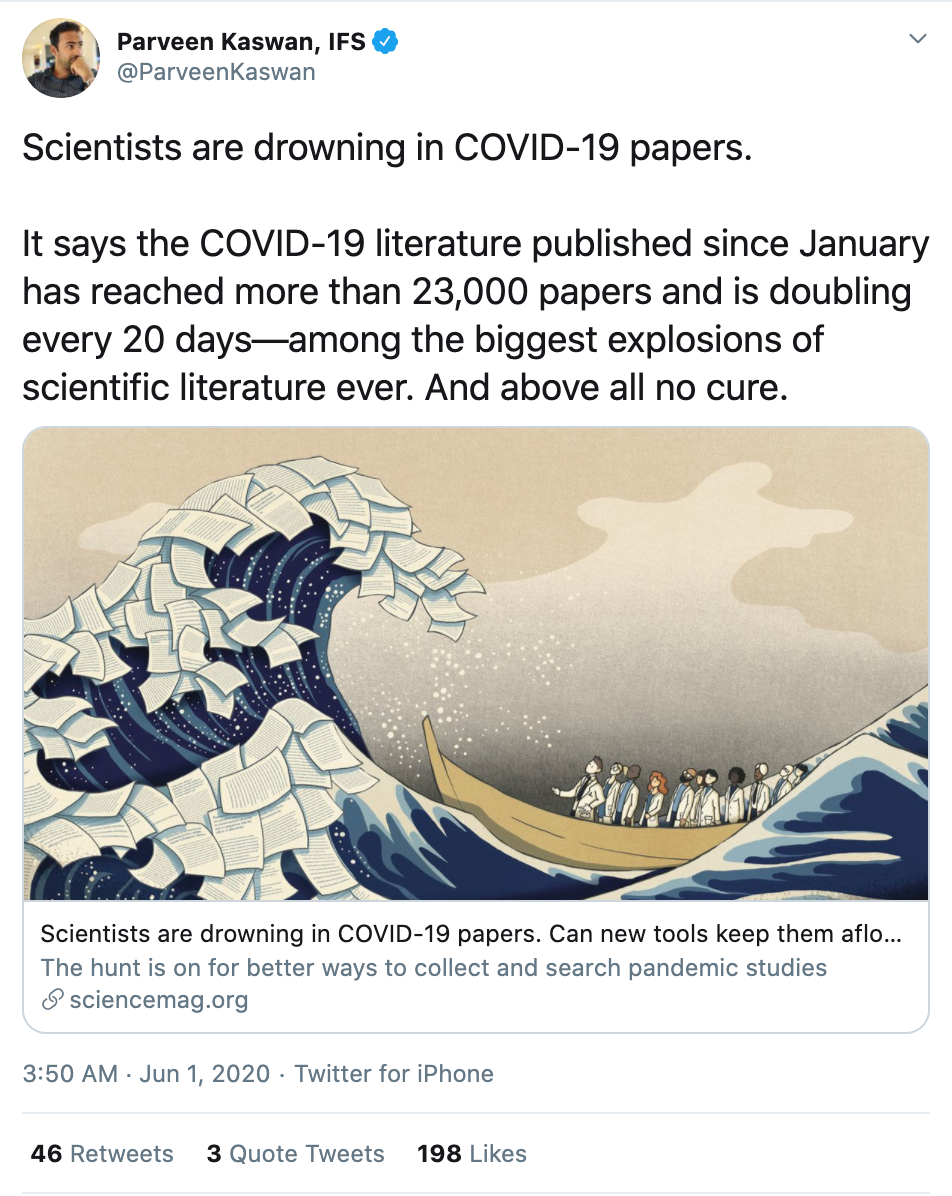 Parveen Kaswan, IFS
@ParveenKaswan
Scientists are drowning in COVID-19 papers.
It says the COVID-19 literature published since January
has reached more than 23,000 papers and is doubling
every 20 days—among the biggest explosions of
scientific literature ever. And above all no cure.
Scientists are drowning in COVID-19 papers. Can new tools keep them aflo...
The hunt is on for better ways to collect and search pandemic studies
sciencemag.org
3:50 AM · Jun 1, 2020 · Twitter for iPhone
46 Retweets 3 Quote Tweets 198 Likes